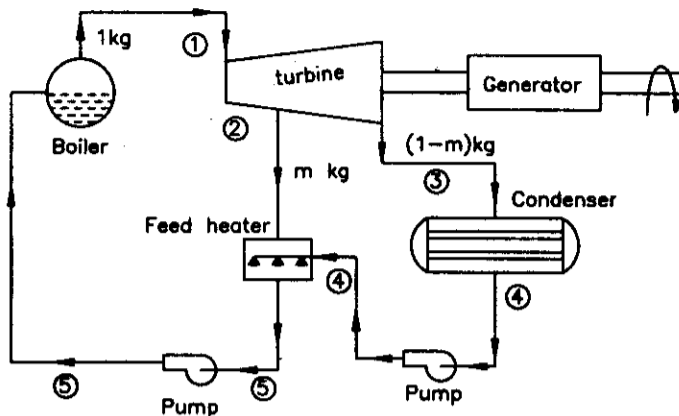 1kg
①
turbine
Generator
Boiler
②
(1-m)kg
③
m kg
Condenser
Feed heater
④
④
⑤
⑤
Pump
Pump